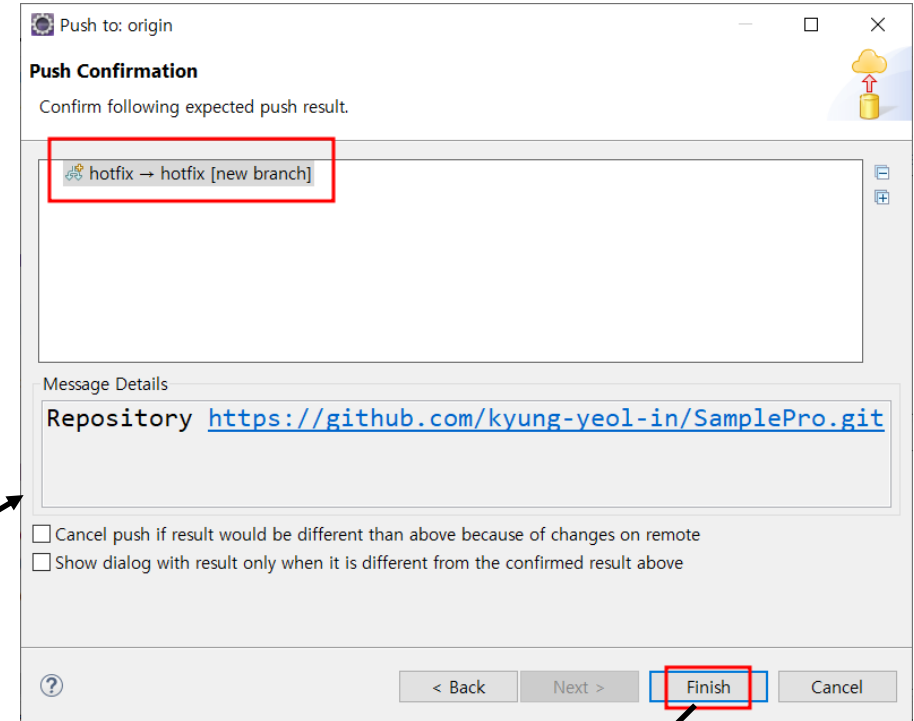 Push to: origin
Push Confirmation
Confirm following expected push result.
hotfix → hotfix [new branch]
Message Details
Repository https://github.com/kyung-yeol-in/SamplePro.git
Cancel push if result would be different than above because of changes on remote
Show dialog with result only when it is different from the confirmed result above
? < Back Next > Finish Cancel